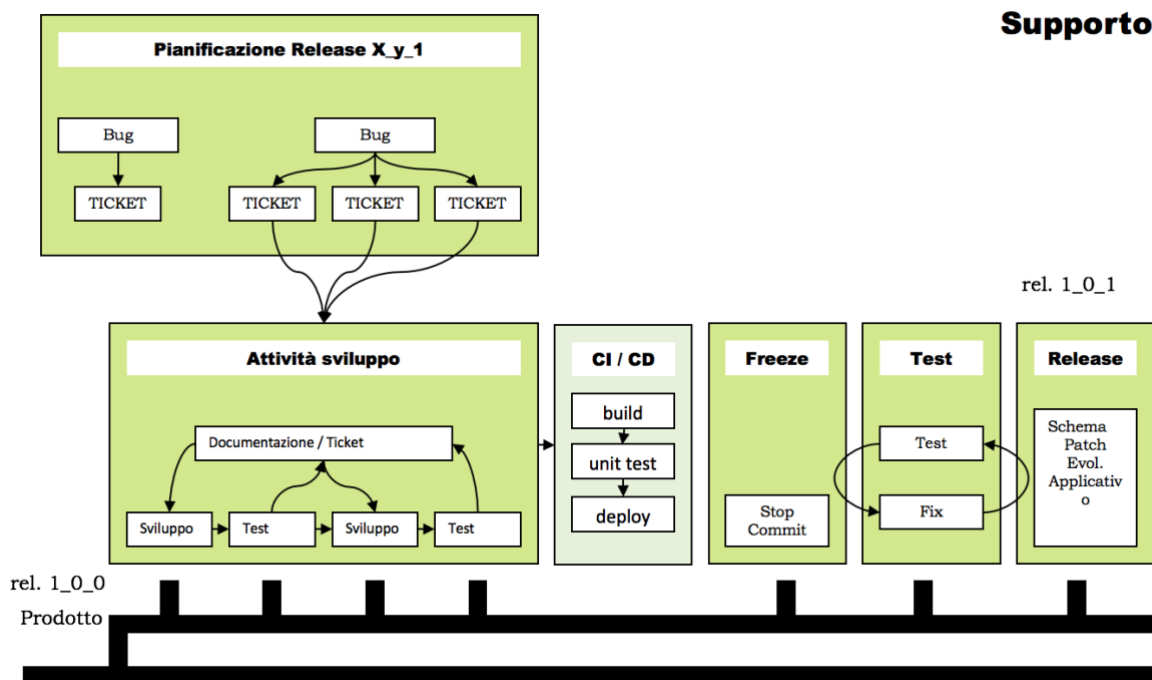 Supporto
Pianificazione Release X_y_1
Bug
Bug
TICKET
TICKET
TICKET
TICKET
rel. 1_0_1
Attività sviluppo
CI / CD
Freeze
Test
Release
build
Schema
Patch
Evol.
Applicativ
o
Documentazione / Ticket
Test
unit test
Stop
Commit
Fix
deploy
Sviluppo
Test
Sviluppo
Test
rel. 1_0_0
Prodotto